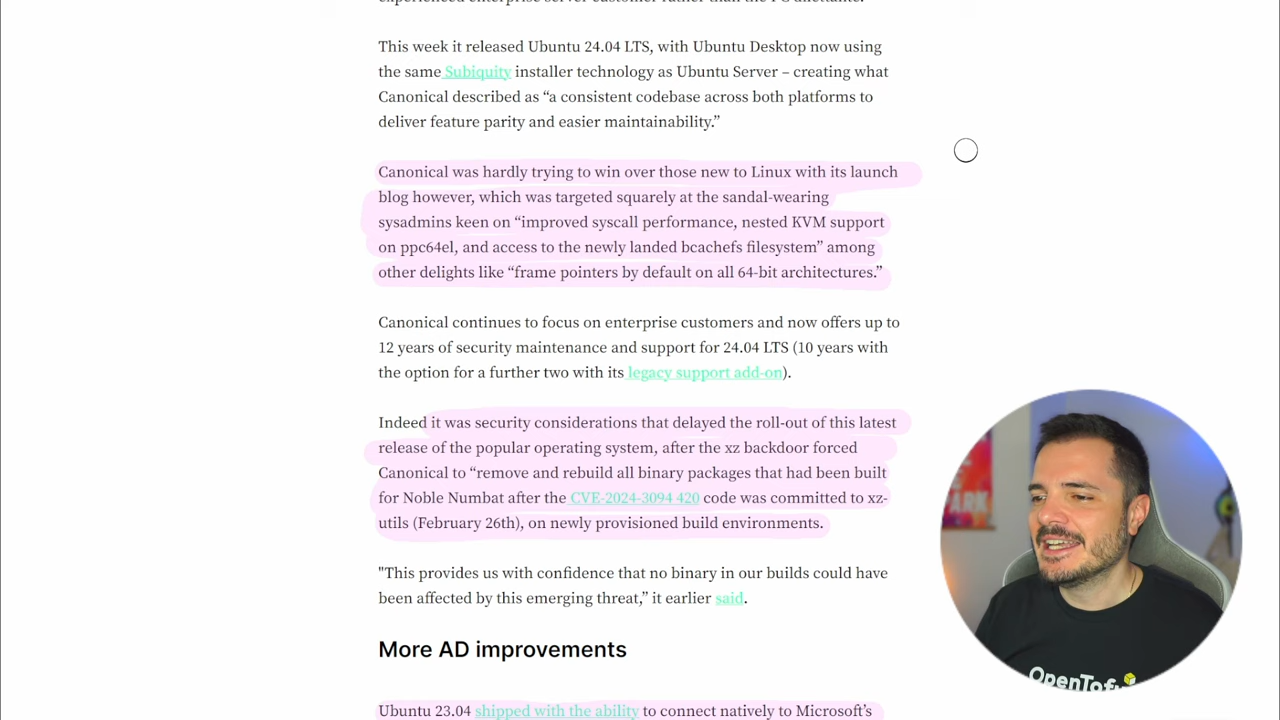 This week it released Ubuntu 24.04 LTS, with Ubuntu Desktop now using
the same Subiquity installer technology as Ubuntu Server – creating what
Canonical described as “a consistent codebase across both platforms to
deliver feature parity and easier maintainability.”
Canonical was hardly trying to win over those new to Linux with its launch
blog however, which was targeted squarely at the sandal-wearing
sysadmins keen on “improved syscall performance, nested KVM support
on ppc64el, and access to the newly landed bcachefs filesystem” among
other delights like “frame pointers by default on all 64-bit architectures.”
Canonical continues to focus on enterprise customers and now offers up to
12 years of security maintenance and support for 24.04 LTS (10 years with
the option for a further two with its legacy support add-on).
Indeed it was security considerations that delayed the roll-out of this latest
release of the popular operating system, after the xz backdoor forced
Canonical to “remove and rebuild all binary packages that had been built
for Noble Numbat after the CVE-2024-3094 420 code was committed to xz-
utils (February 26th), on newly provisioned build environments.
"This provides us with confidence that no binary in our builds could have
been affected by this emerging threat,” it earlier said.
More AD improvements
Ubuntu 23.04 shipped with the ability to connect natively to Microsoft’s
OpenTofu